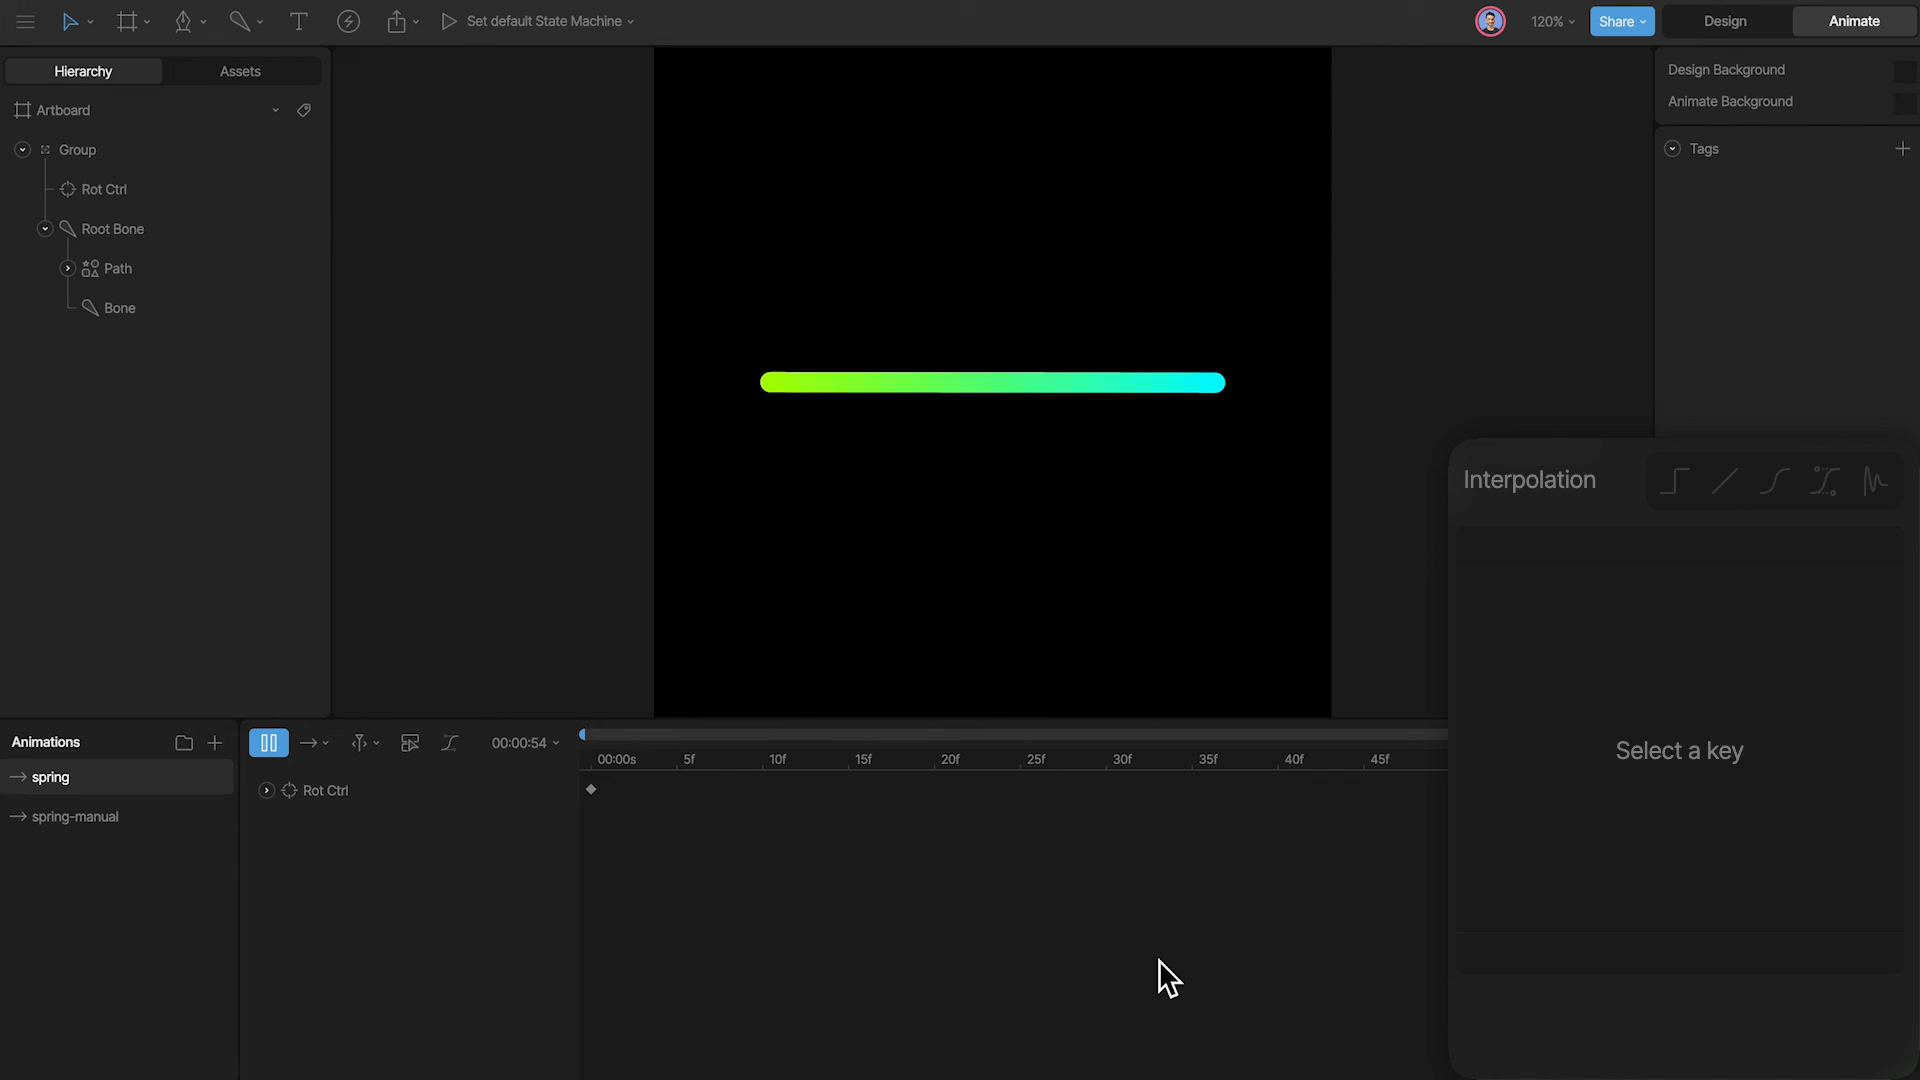 Set default State Machine
120%
Share
Design
Animate
Hierarchy
Assets
Design Background
Animate Background
Artboard
Group
Tags
Rot Ctrl
Root Bone
Path
Bone
Interpolation
Select a key
Animations
00:00:54
00:00s
5f
10f
15f
20f
25f
30f
35f
40f
45f
spring
Rot Ctrl
spring-manual